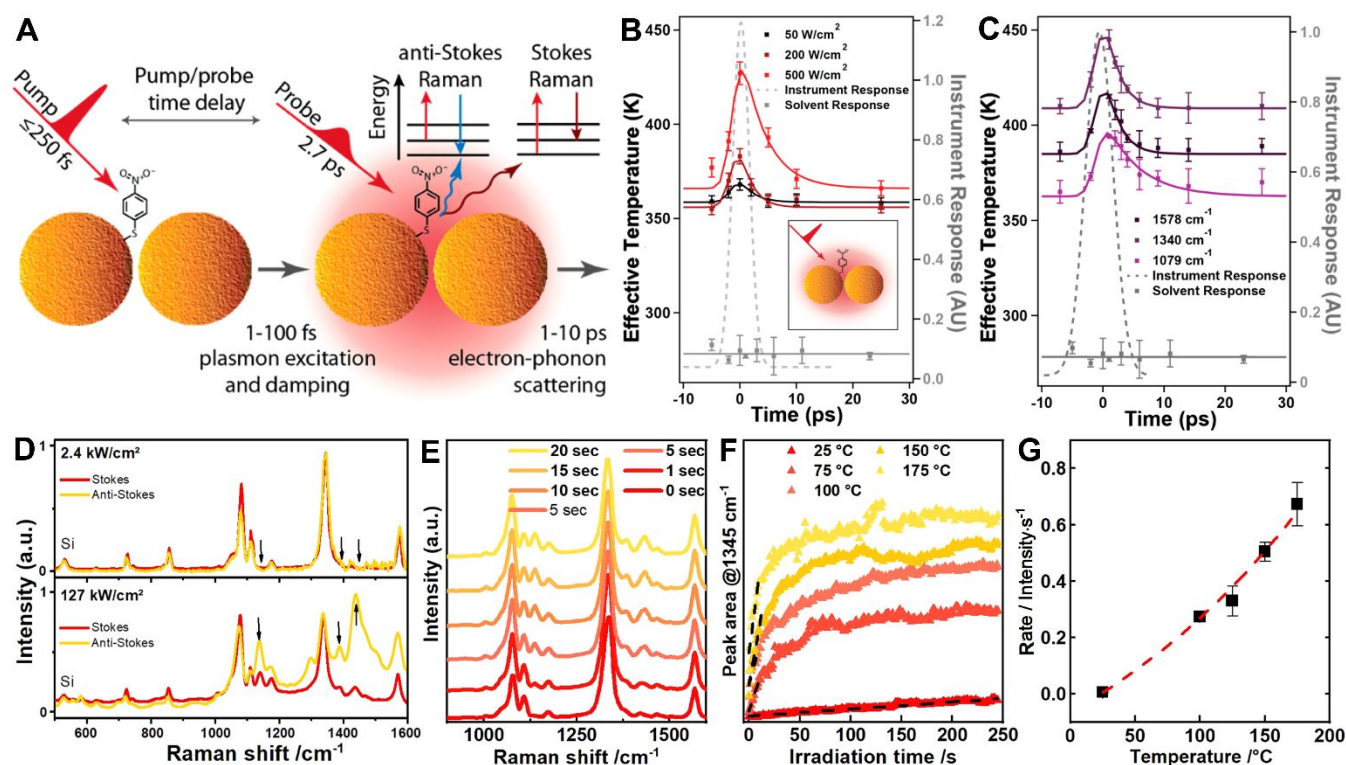 A
Pump
≤250 fs
Pump/probe
time delay
Probe
2.7 ps
Energy
anti-Stokes
Raman
Stokes
Raman
NO₂⁻
S
1-100 fs
plasmon excitation
and damping
1-10 ps
electron-phonon
scattering
B
Effective Temperature (K)
450
400
350
300
50 W/cm²
200 W/cm²
500 W/cm²
Instrument Response
Solvent Response
1.2
1.0
0.8
0.6
0.4
0.2
0.0
Instrument Response (AU)
-10 0 10 20 30
Time (ps)
C
Effective Temperature (K)
450
400
350
300
1578 cm⁻¹
1340 cm⁻¹
1079 cm⁻¹
Instrument Response
Solvent Response
1.0
0.8
0.6
0.4
0.2
0
Instrument Response (AU)
-10 0 10 20 30
Time (ps)
D
Intensity (a.u.)
1
2.4 kW/cm²
Stokes
Anti-Stokes
Si
0
1
127 kW/cm²
Stokes
Anti-Stokes
Si
0
600 800 1000 1200 1400 1600
Raman shift /cm⁻¹
E
Intensity (a.u.)
20 sec
15 sec
10 sec
5 sec
5 sec
1 sec
0 sec
1000 1200 1400 1600
Raman shift /cm⁻¹
F
Peak area @1345 cm⁻¹
25 °C
75 °C
100 °C
150 °C
175 °C
0 50 100 150 200 250
Irradiation time /s
G
Rate / Intensity·s⁻¹
0.8
0.6
0.4
0.2
0.0
0 50 100 150 200
Temperature /°C